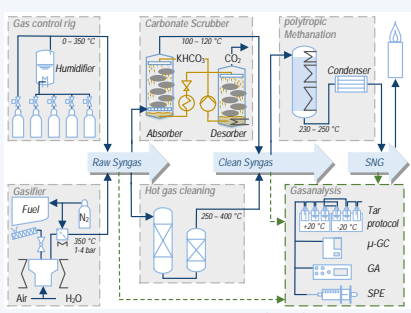 Gas control rig
0 – 350 °C
Humidifier
Carbonate Scrubber
100 – 120 °C
KHCO₃
CO₂
Absorber
Desorber
polytropic
Methanation
Condenser
230 – 250 °C
Raw Syngas
Clean Syngas
SNG
Gasifier
Fuel
N₂
350 °C
1-4 bar
Air
H₂O
Hot gas cleaning
250 – 400 °C
Gasanalysis
+20 °C
-20 °C
Tar
protocol
µ-GC
GA
SPE